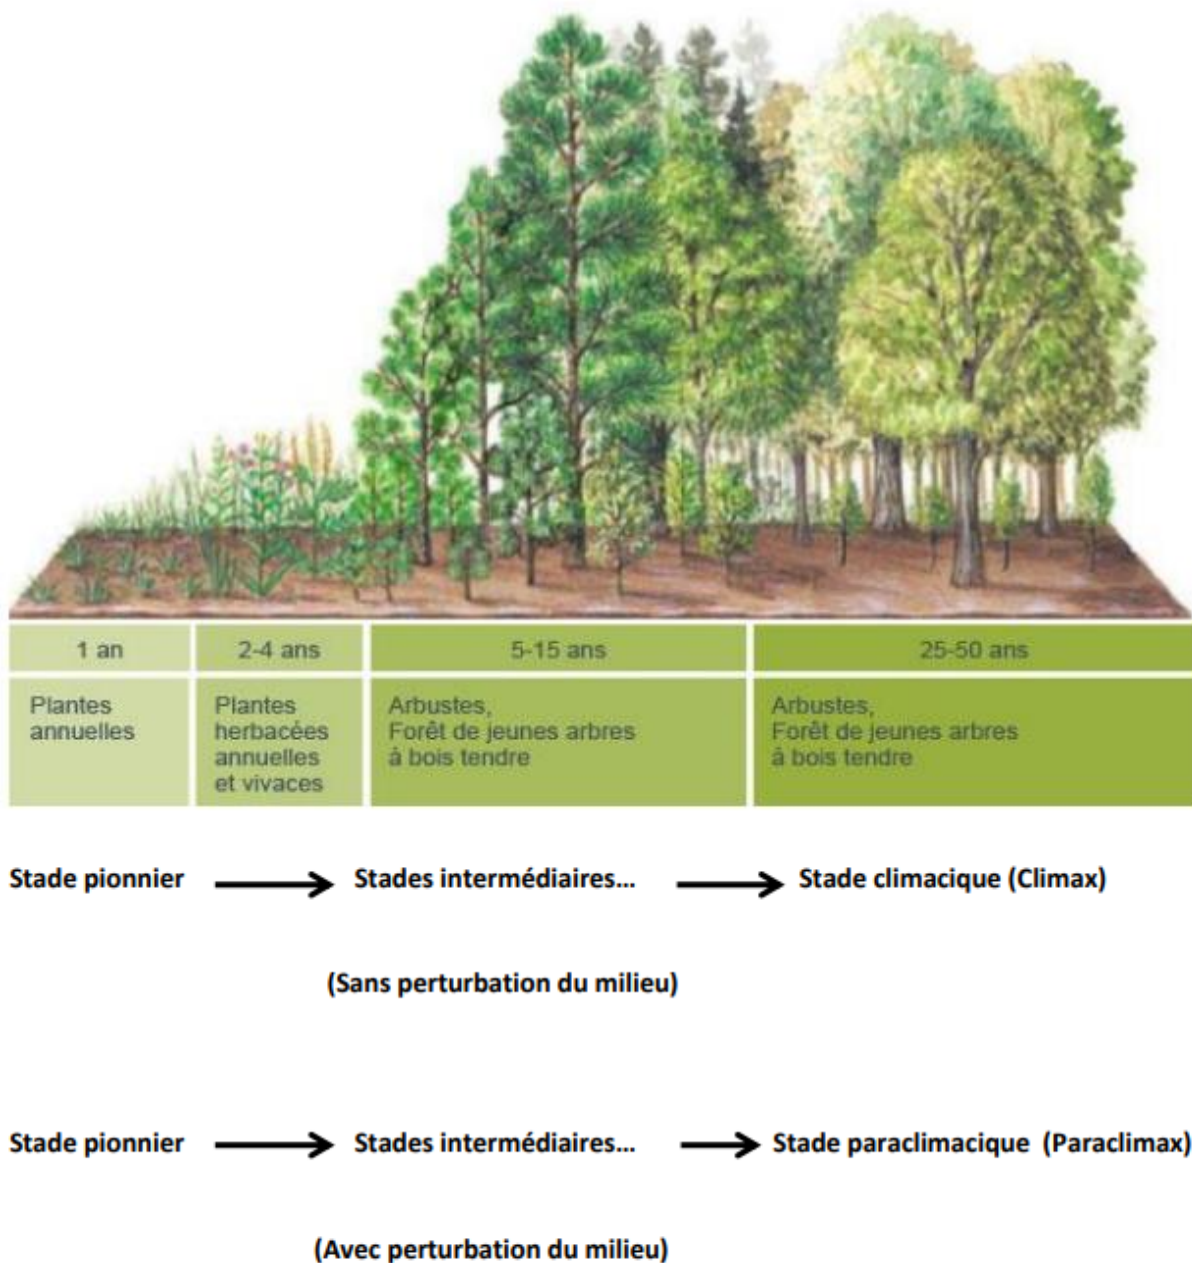 1 an
2-4 ans
5-15 ans
25-50 ans
Plantes
annuelles
Plantes
herbacées
annuelles
et vivaces
Arbustes,
Forêt de jeunes arbres
à bois tendre
Arbustes,
Forêt de jeunes arbres
à bois tendre
Stade pionnier → Stades intermédiaires... → Stade climacique (Climax)
(Sans perturbation du milieu)
Stade pionnier → Stades intermédiaires... → Stade paraclimacique (Paraclimax)
(Avec perturbation du milieu)